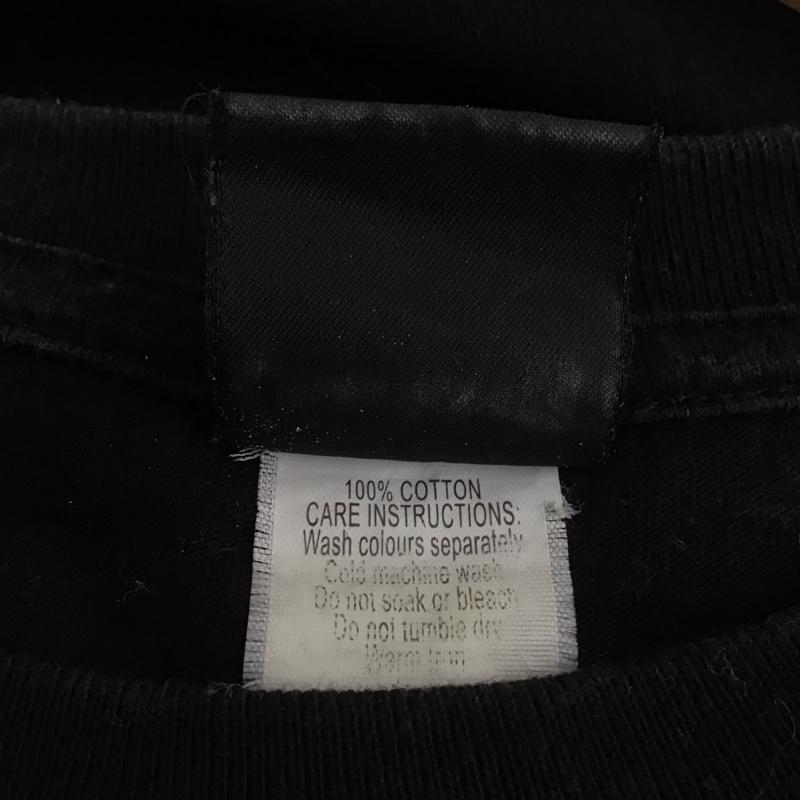 100% COTTON
CARE INSTRUCTIONS:
Wash colours separately
Cold machine wash
Do not soak or bleach
Do not tumble dry
Warm iron